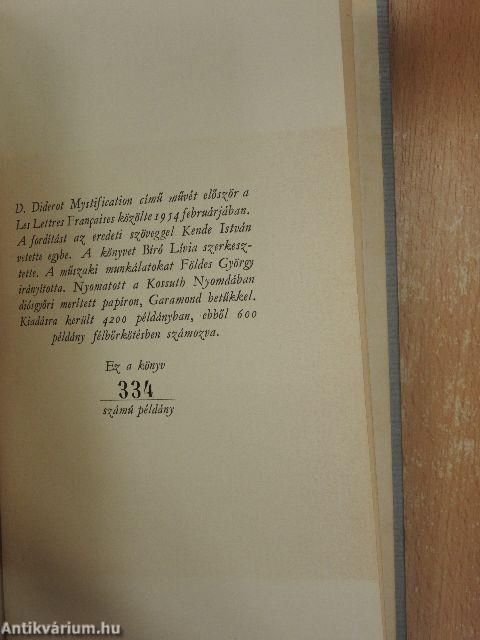 D. Diderot Mystification című művét először a
Les Lettres Françaises közölte 1954 februárjában.
A fordítást az eredeti szöveggel Kende István
vetette egybe. A könyvet Biró Lívia szerkesz-
tette. A műszaki munkálatokat Földes György
irányította. Nyomatott a Kossuth Nyomdában
diósgyőri merített papíron, Garamond betűkkel.
Kiadásra került 4200 példányban, ebből 600
példány félbőrkötésben számozva.
Ez a könyv
334
számú példány
Antikvárium.hu